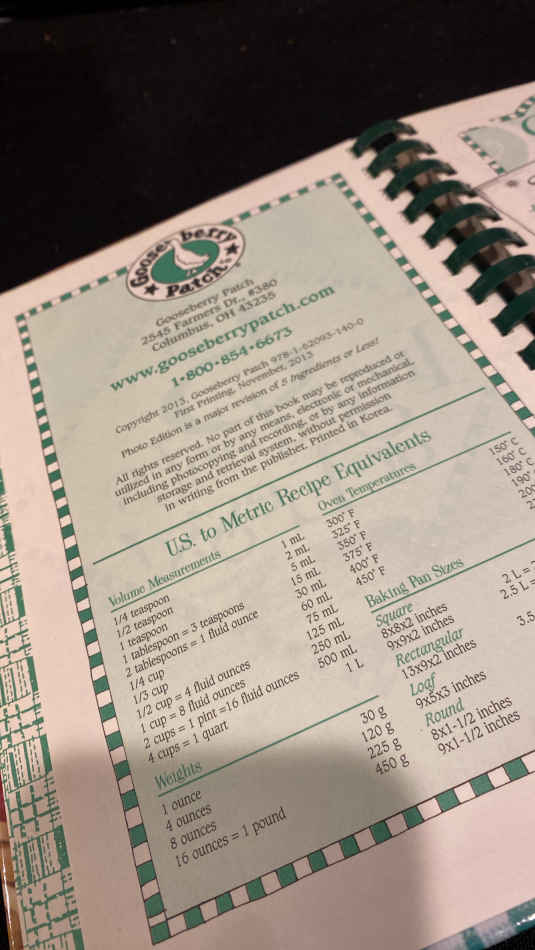 Gooseberry Patch®
Gooseberry Patch
2545 Farmers Dr., #380
Columbus, OH 43235
www.gooseberrypatch.com
1•800•854•6673
Copyright 2013, Gooseberry Patch 978-1-62093-140-0
First Printing, November, 2013
Photo Edition is a major revision of 5 Ingredients or Less!
All rights reserved. No part of this book may be reproduced or
utilized in any form or by any means, electronic or mechanical,
including photocopying and recording, or by any information
storage and retrieval system, without permission
in writing from the publisher. Printed in Korea.
U.S. to Metric Recipe Equivalents
Volume Measurements
1/4 teaspoon 1 mL
1/2 teaspoon 2 mL
1 teaspoon 5 mL
1 tablespoon = 3 teaspoons 15 mL
2 tablespoons = 1 fluid ounce 30 mL
1/4 cup 60 mL
1/3 cup 75 mL
1/2 cup = 4 fluid ounces 125 mL
1 cup = 8 fluid ounces 250 mL
2 cups = 1 pint =16 fluid ounces 500 mL
4 cups = 1 quart 1 L
Weights
1 ounce 30 g
4 ounces 120 g
8 ounces 225 g
16 ounces = 1 pound 450 g
Oven Temperatures
300° F 150° C
325° F 160° C
350° F 180° C
375° F 190°
400° F 200
450° F
Baking Pan Sizes
Square
8x8x2 inches 2 L =
9x9x2 inches 2.5 L =
Rectangular
13x9x2 inches 3.5
Loaf
9x5x3 inches
Round
8x1-1/2 inches
9x1-1/2 inches